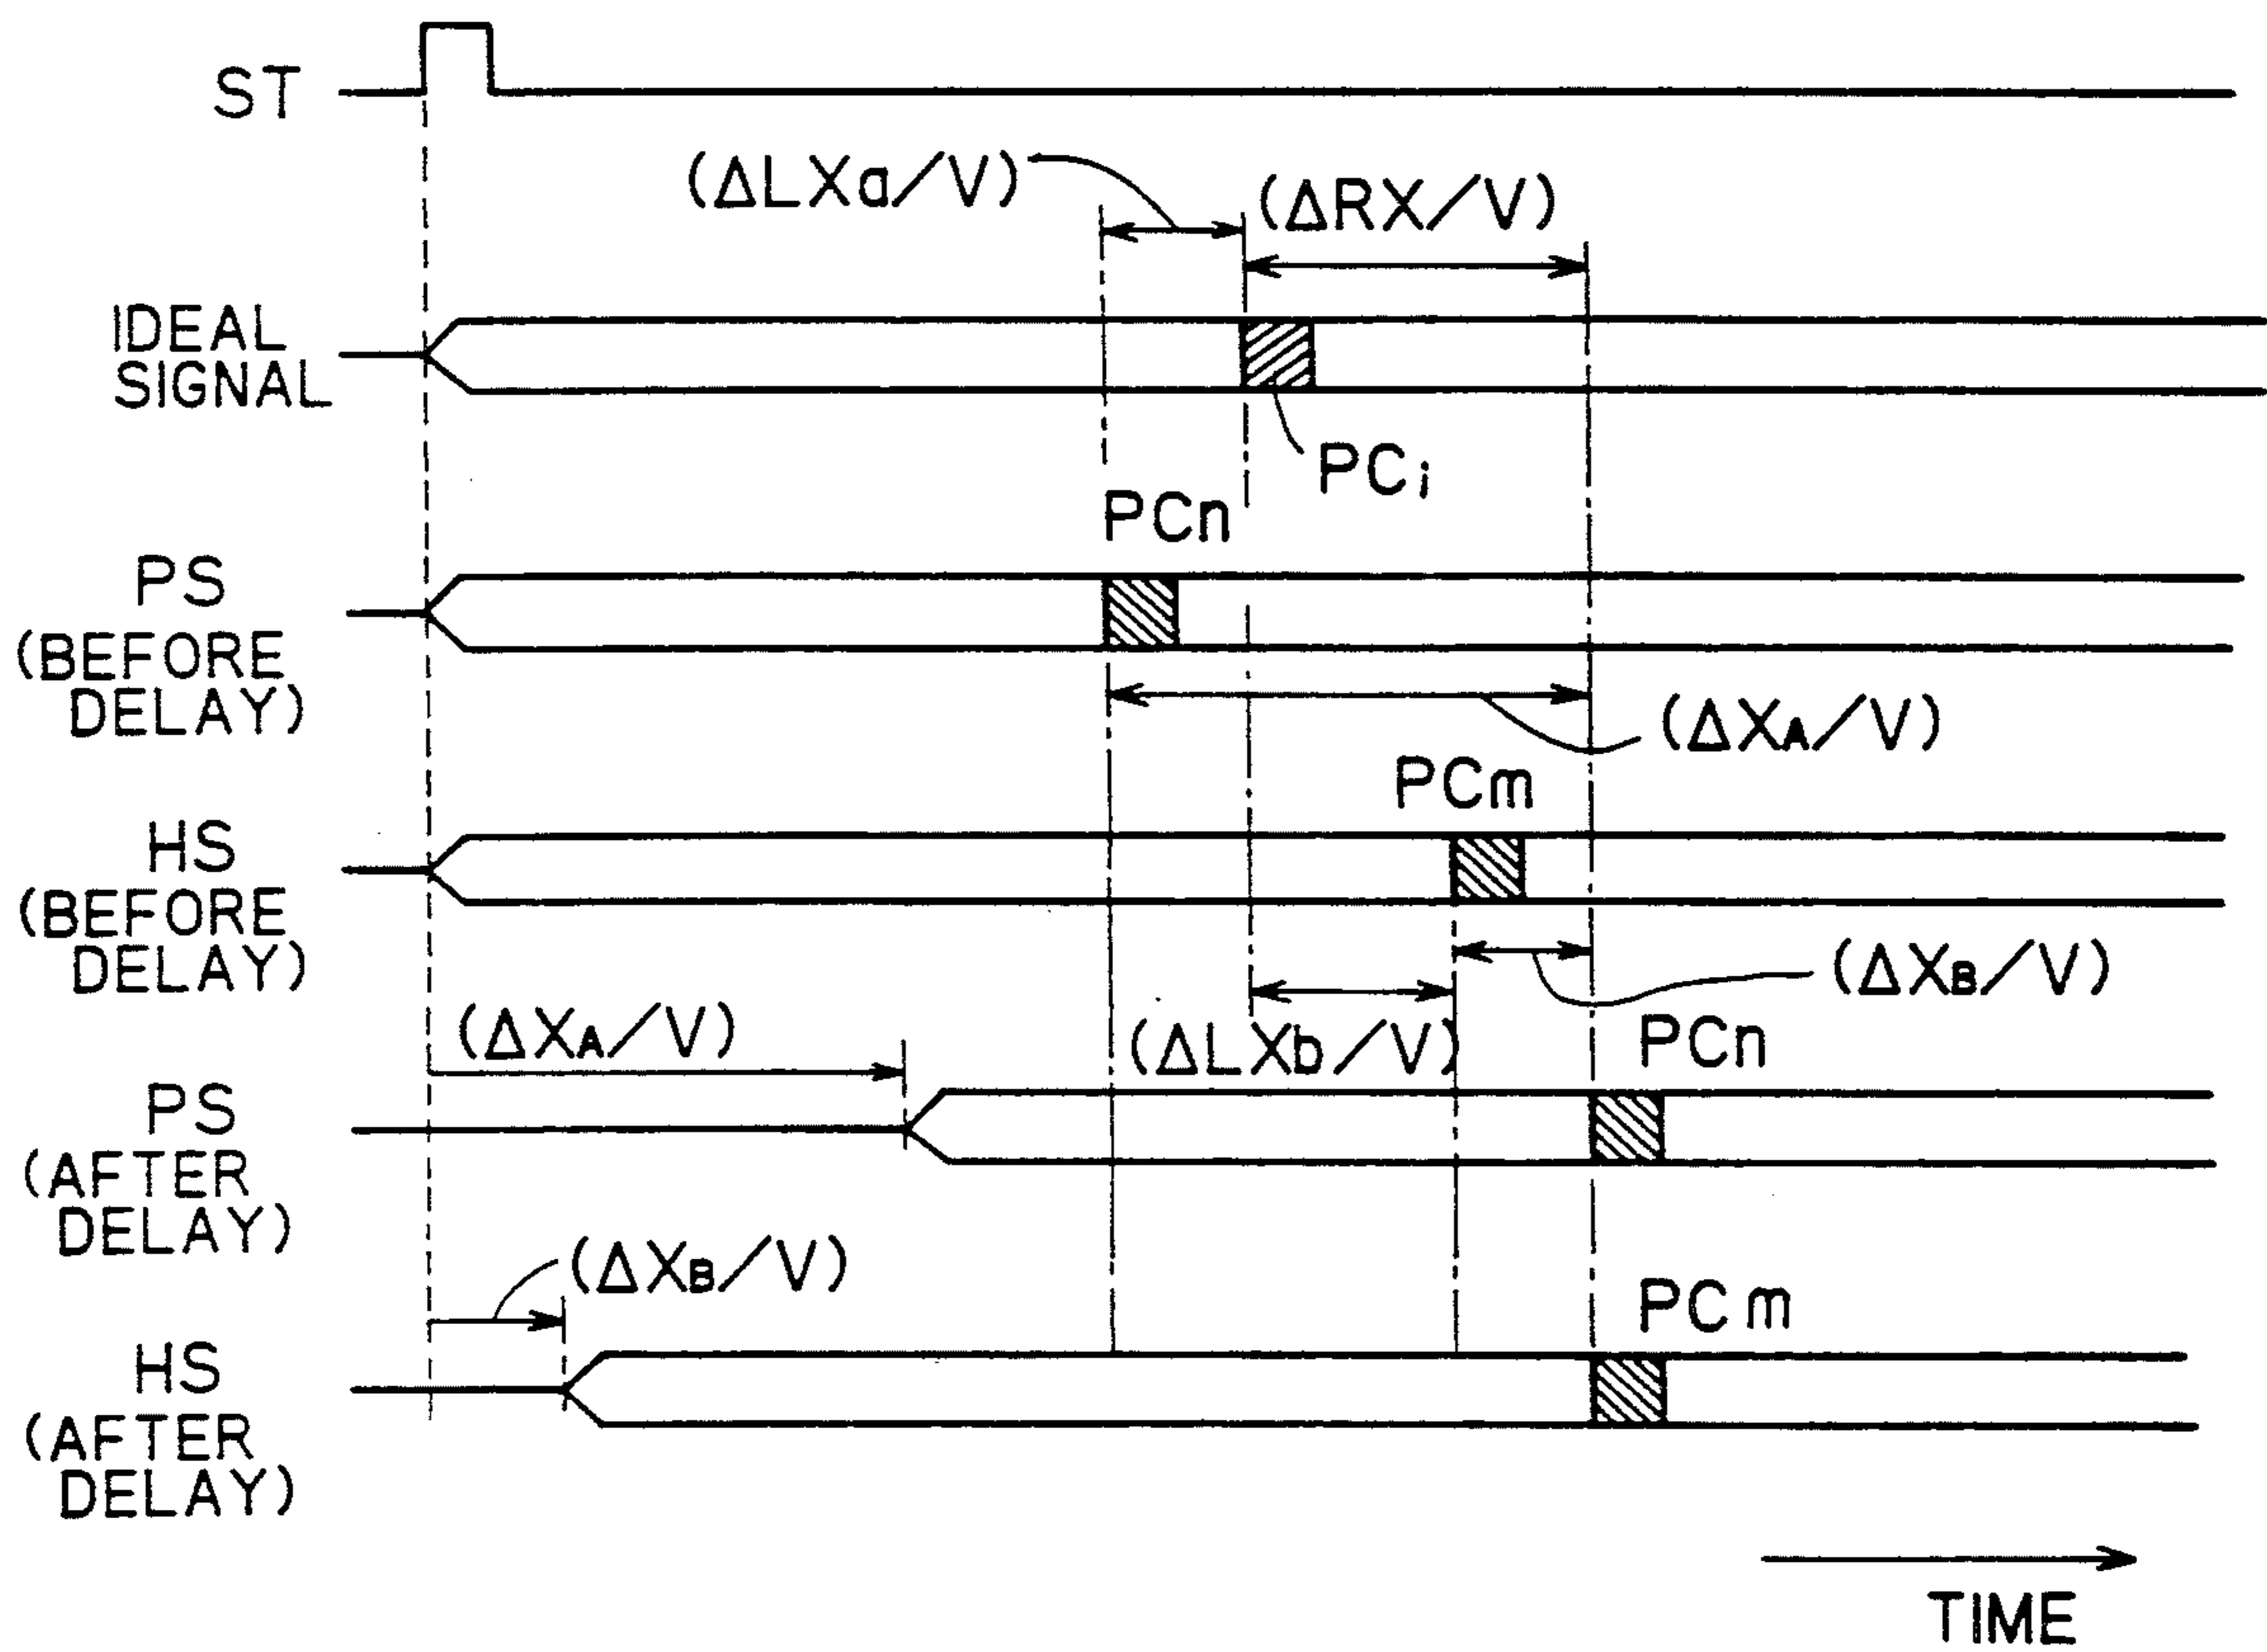 ST
(ΔLXa/V)
(ΔRX/V)
IDEAL
SIGNAL
PCi
PCn
PS
(BEFORE
DELAY)
(ΔXA/V)
PCm
HS
(BEFORE
DELAY)
(ΔXB/V)
(ΔXA/V)
(ΔLXb/V)
PCn
PS
(AFTER
DELAY)
(ΔXB/V)
PCm
HS
(AFTER
DELAY)
TIME